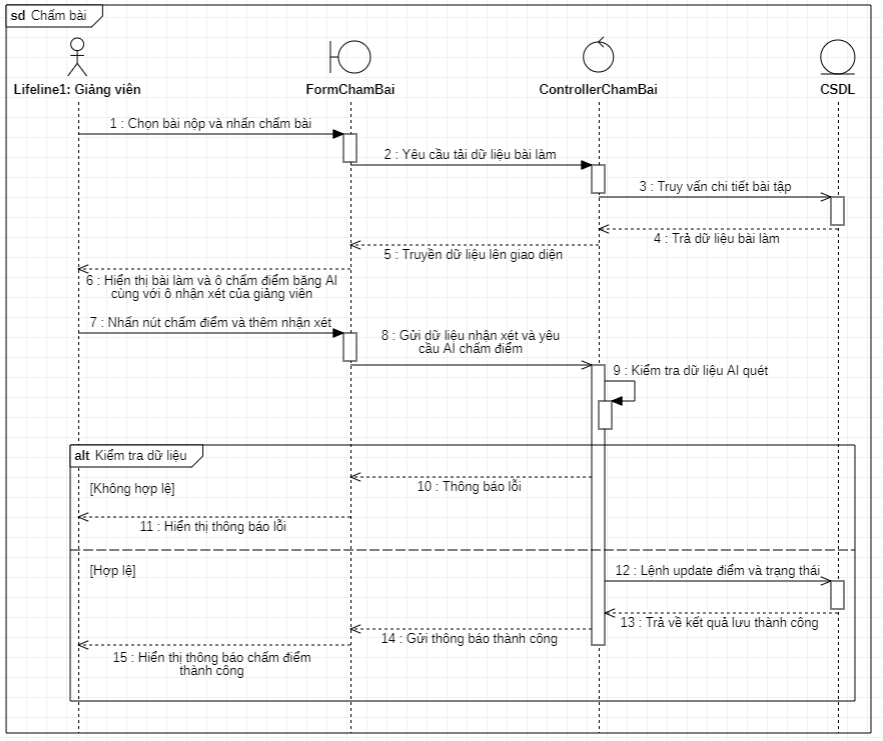 sd Chấm bài
Lifeline1: Giảng viên
FormChamBai
ControllerChamBai
CSDL
1 : Chọn bài nộp và nhấn chấm bài
2 : Yêu cầu tải dữ liệu bài làm
3 : Truy vấn chi tiết bài tập
4 : Trả dữ liệu bài làm
5 : Truyền dữ liệu lên giao diện
6 : Hiển thị bài làm và ô chấm điểm băng AI
cùng với ô nhận xét của giảng viên
7 : Nhấn nút chấm điểm và thêm nhận xét
8 : Gửi dữ liệu nhận xét và yêu
cầu AI chấm điểm
9 : Kiểm tra dữ liệu AI quét
alt Kiểm tra dữ liệu
10 : Thông báo lỗi
[Không hợp lệ]
11 : Hiển thị thông báo lỗi
[Hợp lệ]
12 : Lệnh update điểm và trạng thái
13 : Trả về kết quả lưu thành công
14 : Gửi thông báo thành công
15 : Hiển thị thông báo chấm điểm
thành công